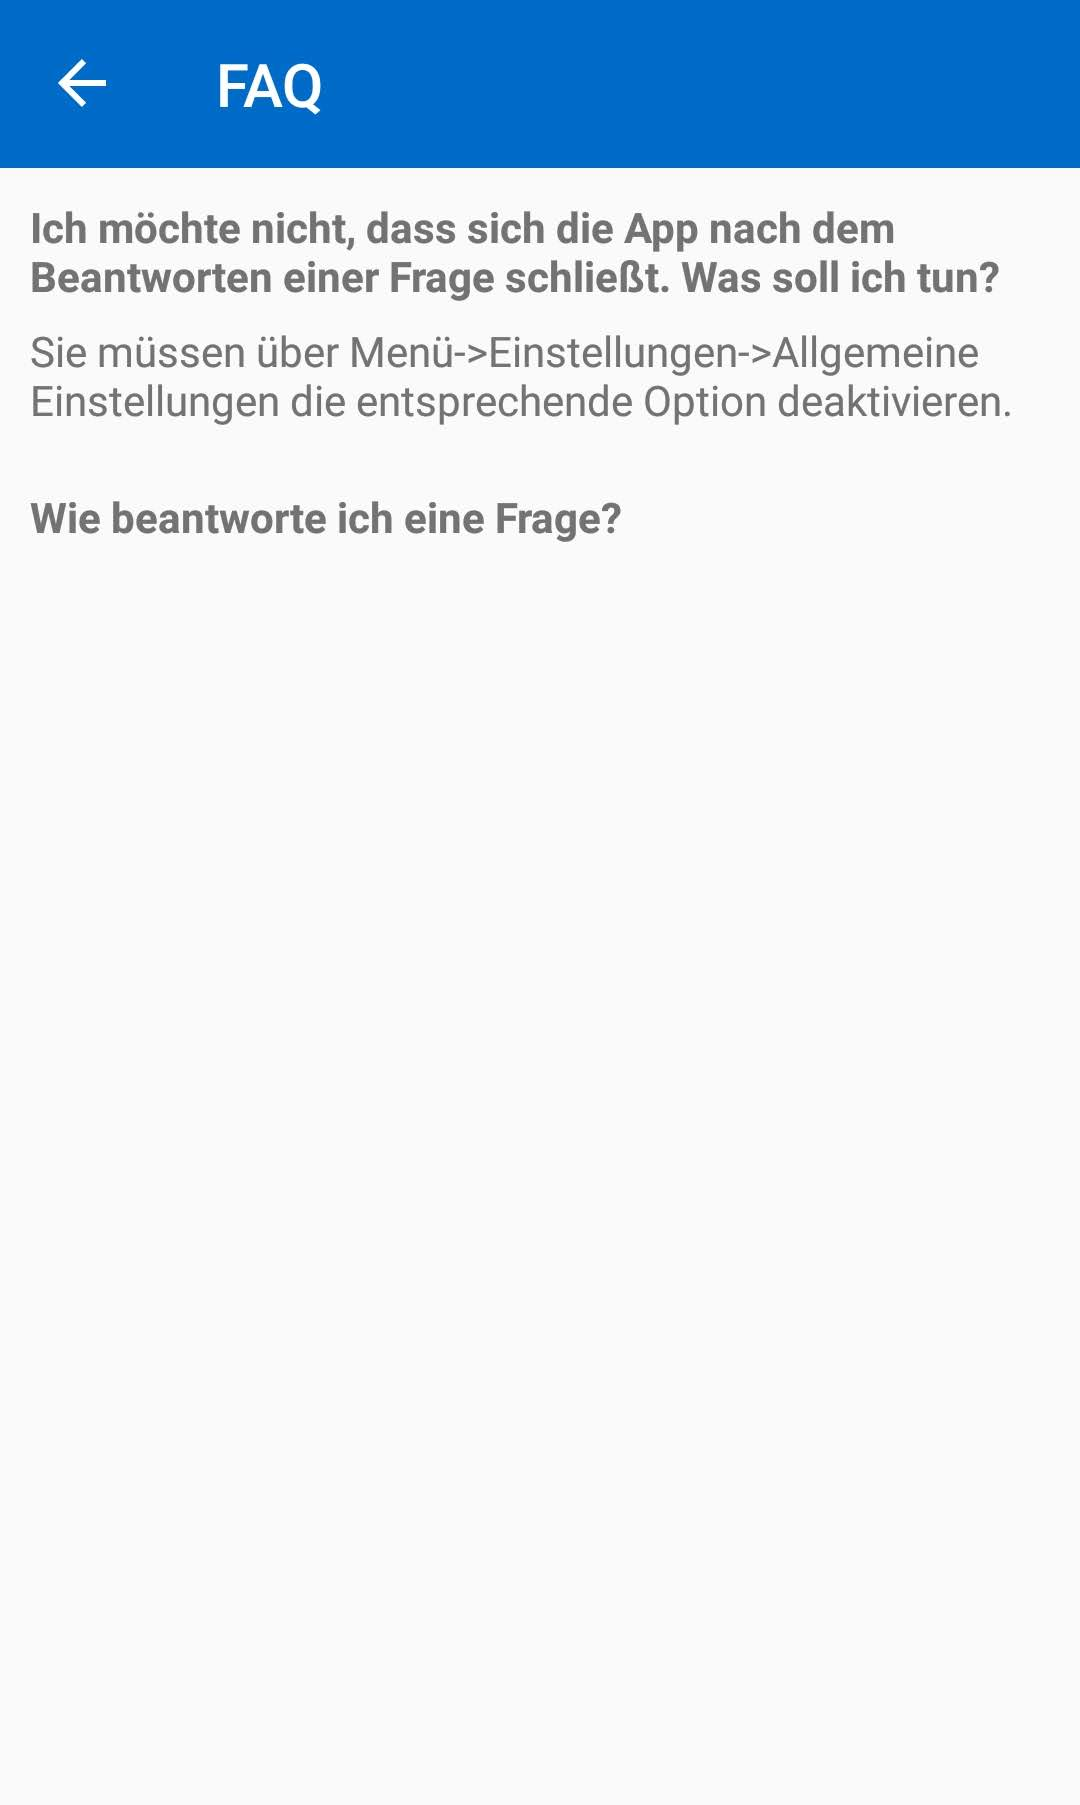 FAQ
Ich möchte nicht, dass sich die App nach dem
Beantworten einer Frage schließt. Was soll ich tun?
Sie müssen über Menü->Einstellungen->Allgemeine
Einstellungen die entsprechende Option deaktivieren.
Wie beantworte ich eine Frage?